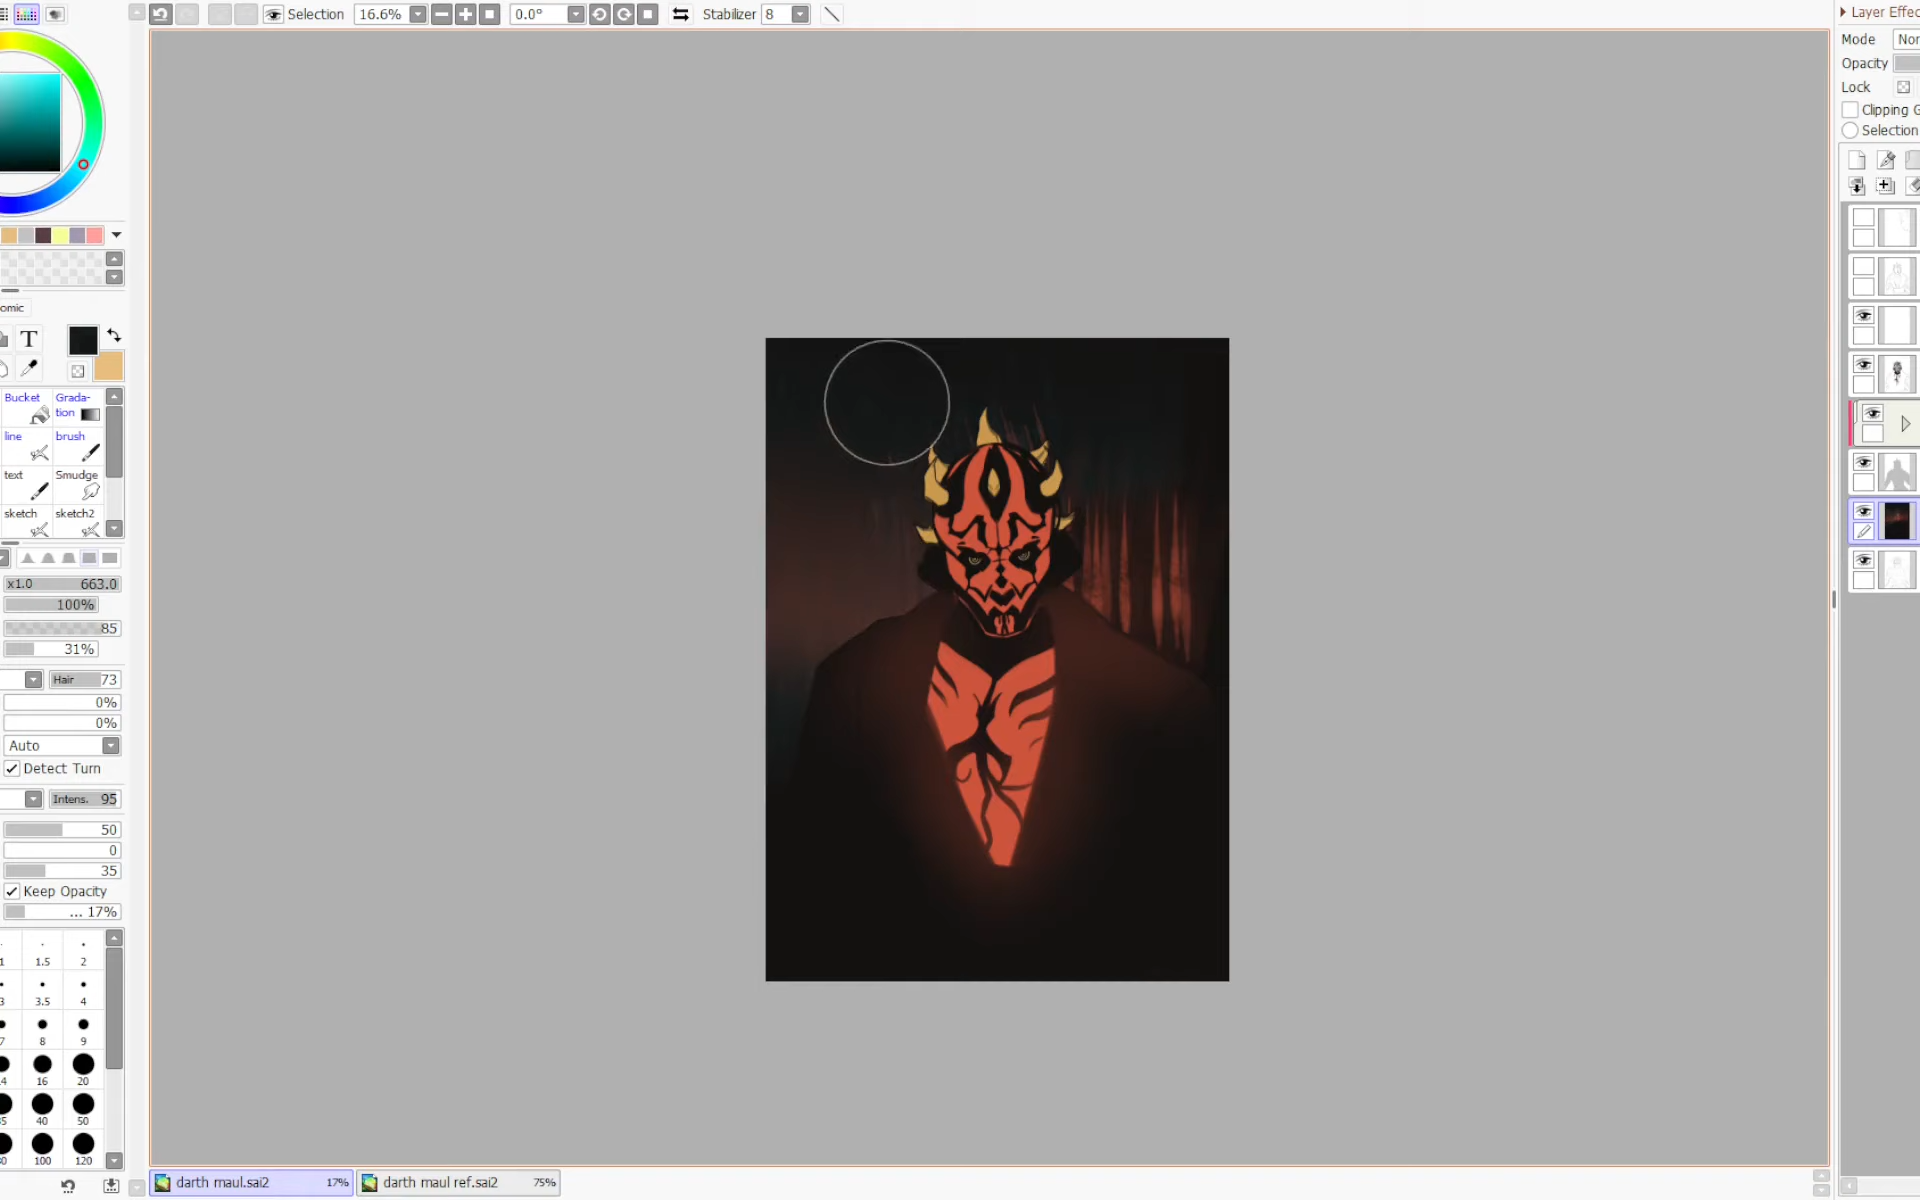 Selection 16.6% 0.0° Stabilizer 8
Layer Effec
Mode Nor
Opacity
Lock
Clipping G
Selection
omic
T
Bucket Grada-
tion
line brush
text Smudge
sketch sketch2
x1.0 663.0
100%
85
31%
Hair 73
0%
0%
Auto
Detect Turn
Intens. 95
50
0
35
Keep Opacity
... 17%
1 1.5 2
3 3.5 4
7 8 9
4 16 20
35 40 50
0 100 120
darth maul.sai2 17% darth maul ref.sai2 75%